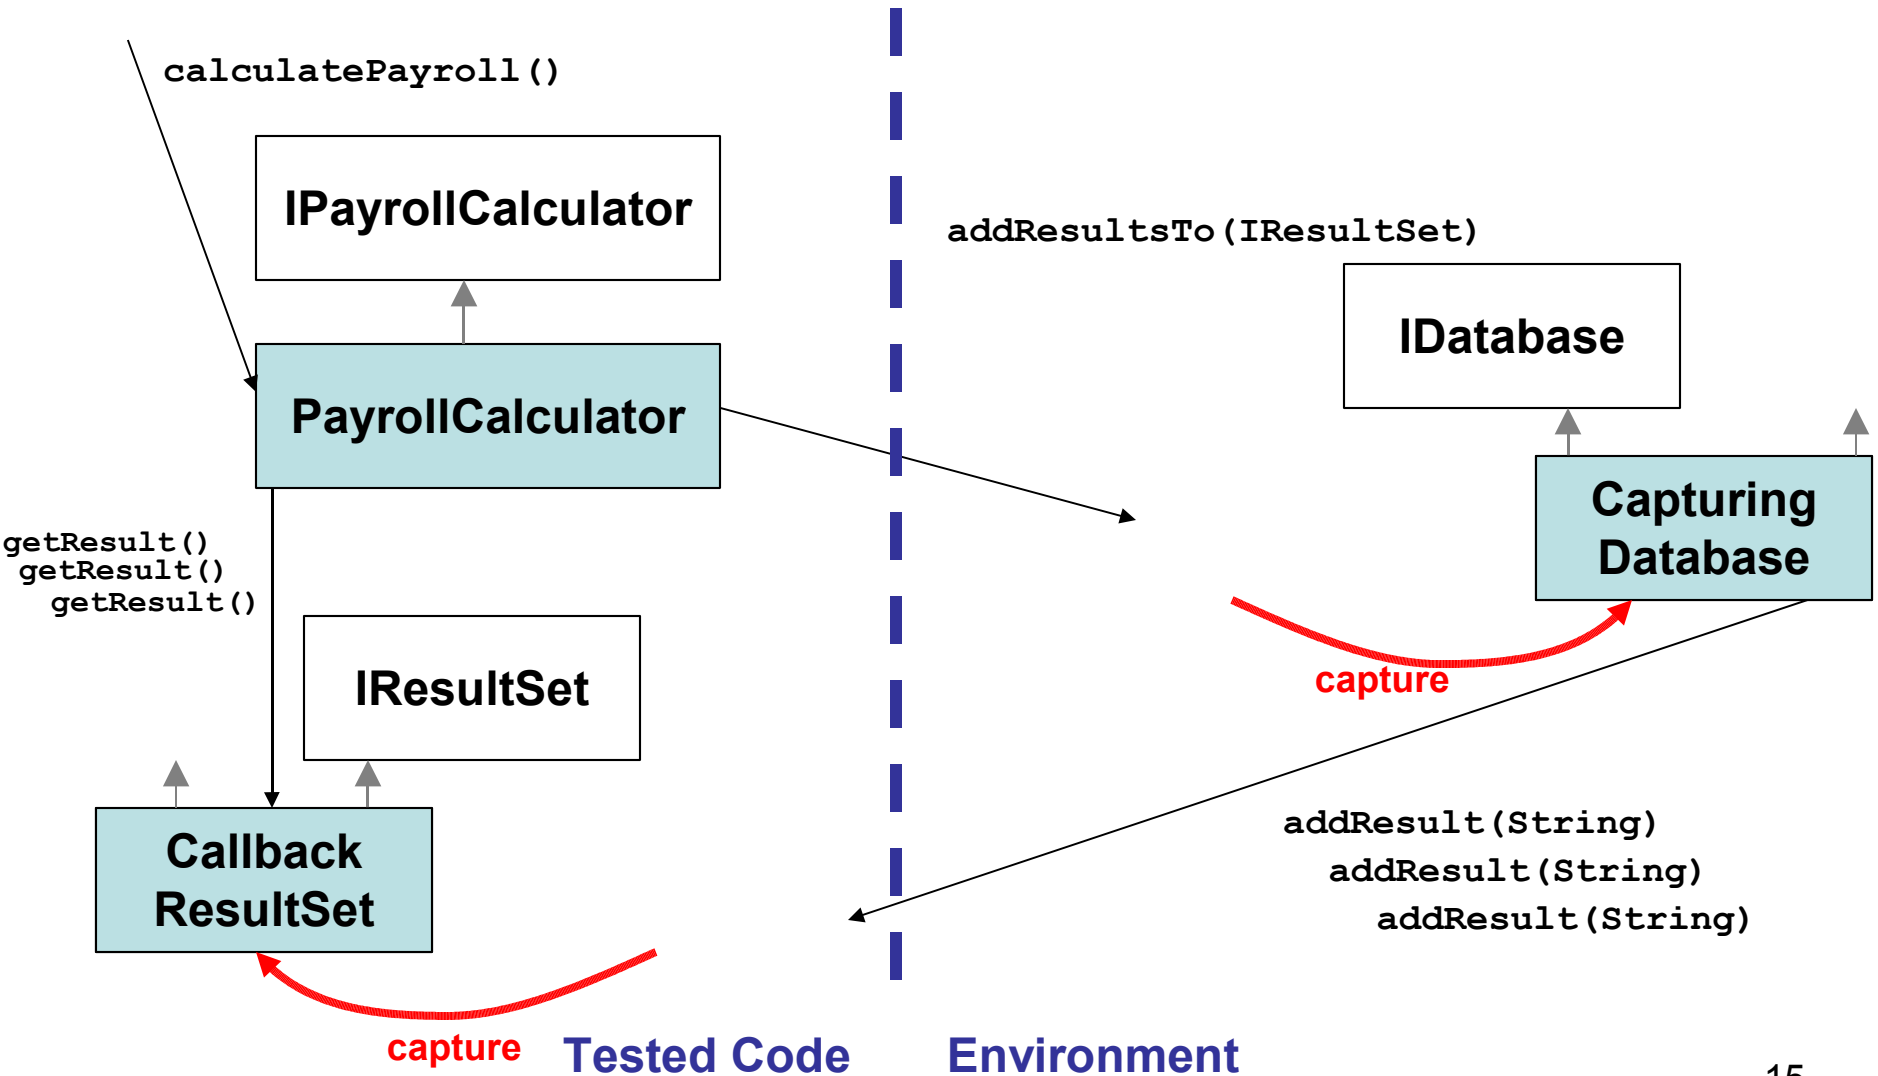 calculatePayroll()
IPayrollCalculator
addResultsTo(IResultSet)
IDatabase
PayrollCalculator
Capturing
Database
getResult()
getResult()
getResult()
IResultSet
capture
addResult(String)
addResult(String)
addResult(String)
Callback
ResultSet
capture
Tested Code
Environment
15